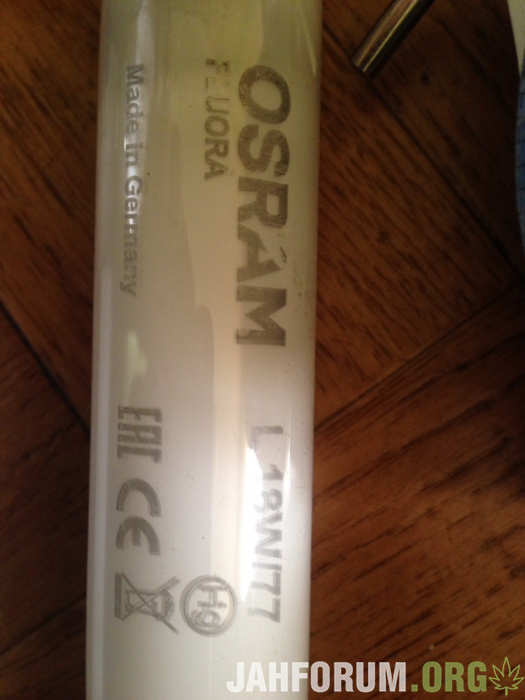 OSRAM L 18W/77
FLUORA
Hg
Made in Germany EAC CE
JAHFORUM.ORG